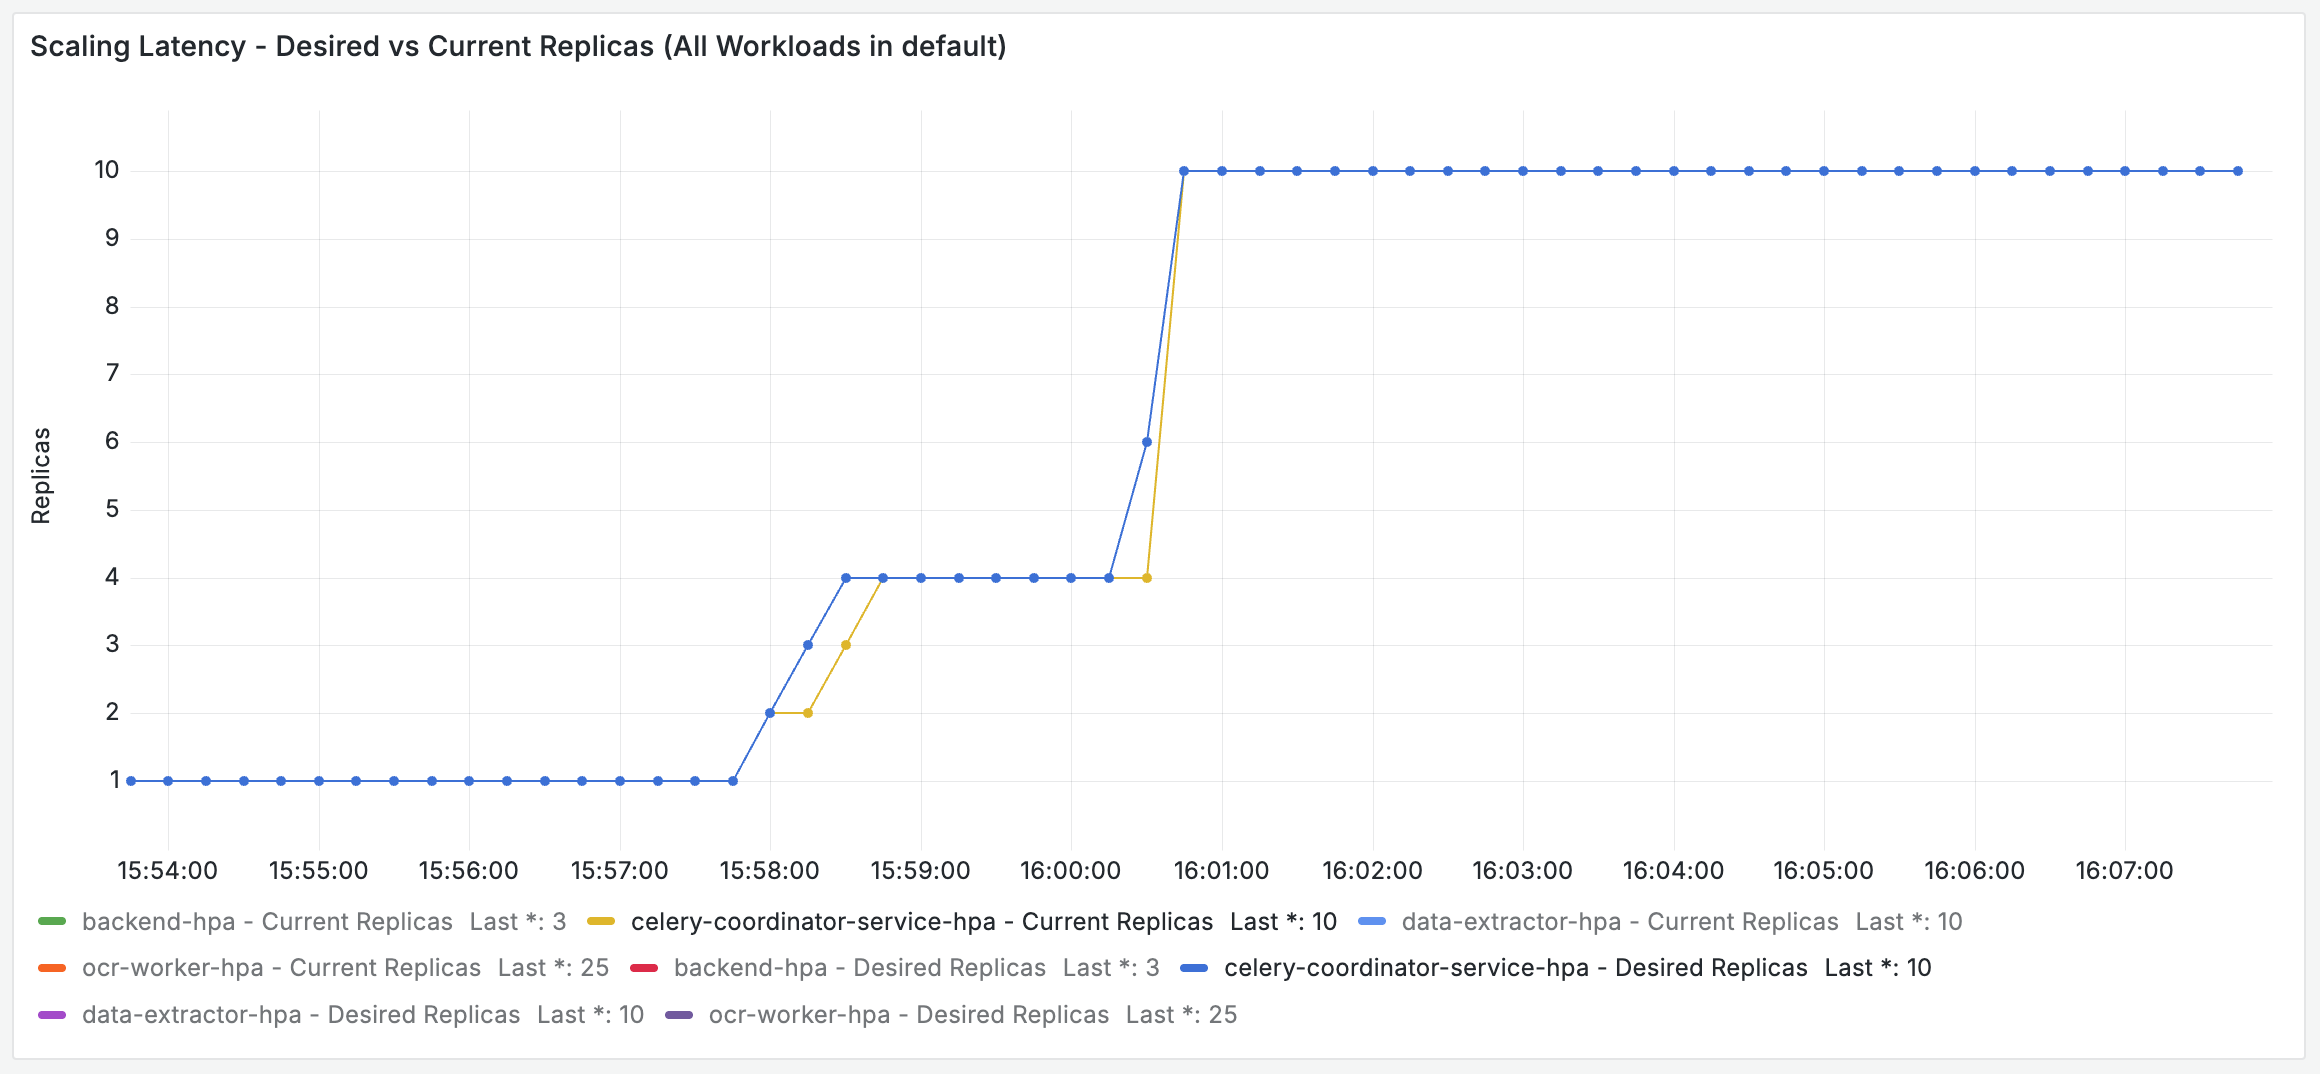 Scaling Latency - Desired vs Current Replicas (All Workloads in default)
Replicas
10
9
8
7
6
5
4
3
2
1
15:54:00 15:55:00 15:56:00 15:57:00 15:58:00 15:59:00 16:00:00 16:01:00 16:02:00 16:03:00 16:04:00 16:05:00 16:06:00 16:07:00
backend-hpa - Current Replicas Last *: 3 celery-coordinator-service-hpa - Current Replicas Last *: 10 data-extractor-hpa - Current Replicas Last *: 10
ocr-worker-hpa - Current Replicas Last *: 25 backend-hpa - Desired Replicas Last *: 3 celery-coordinator-service-hpa - Desired Replicas Last *: 10
data-extractor-hpa - Desired Replicas Last *: 10 ocr-worker-hpa - Desired Replicas Last *: 25